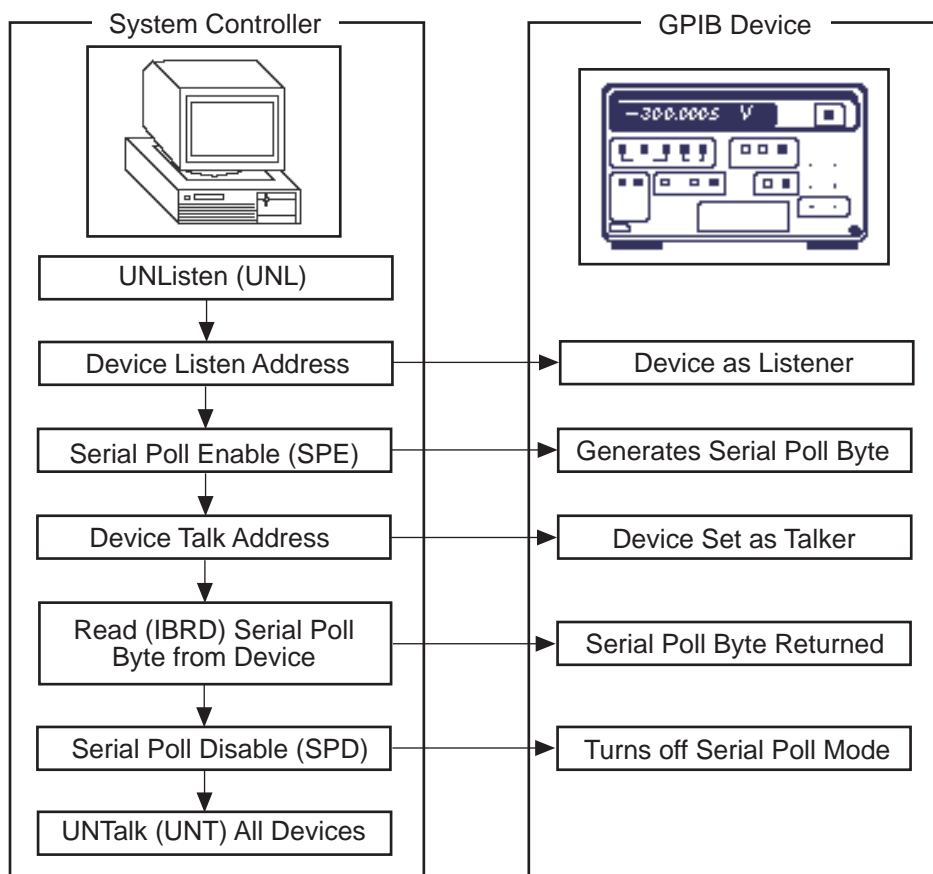 System Controller
GPIB Device
-300.000S V
UNListen (UNL)
Device Listen Address
Device as Listener
Serial Poll Enable (SPE)
Generates Serial Poll Byte
Device Talk Address
Device Set as Talker
Read (IBRD) Serial Poll
Byte from Device
Serial Poll Byte Returned
Serial Poll Disable (SPD)
Turns off Serial Poll Mode
UNTalk (UNT) All Devices